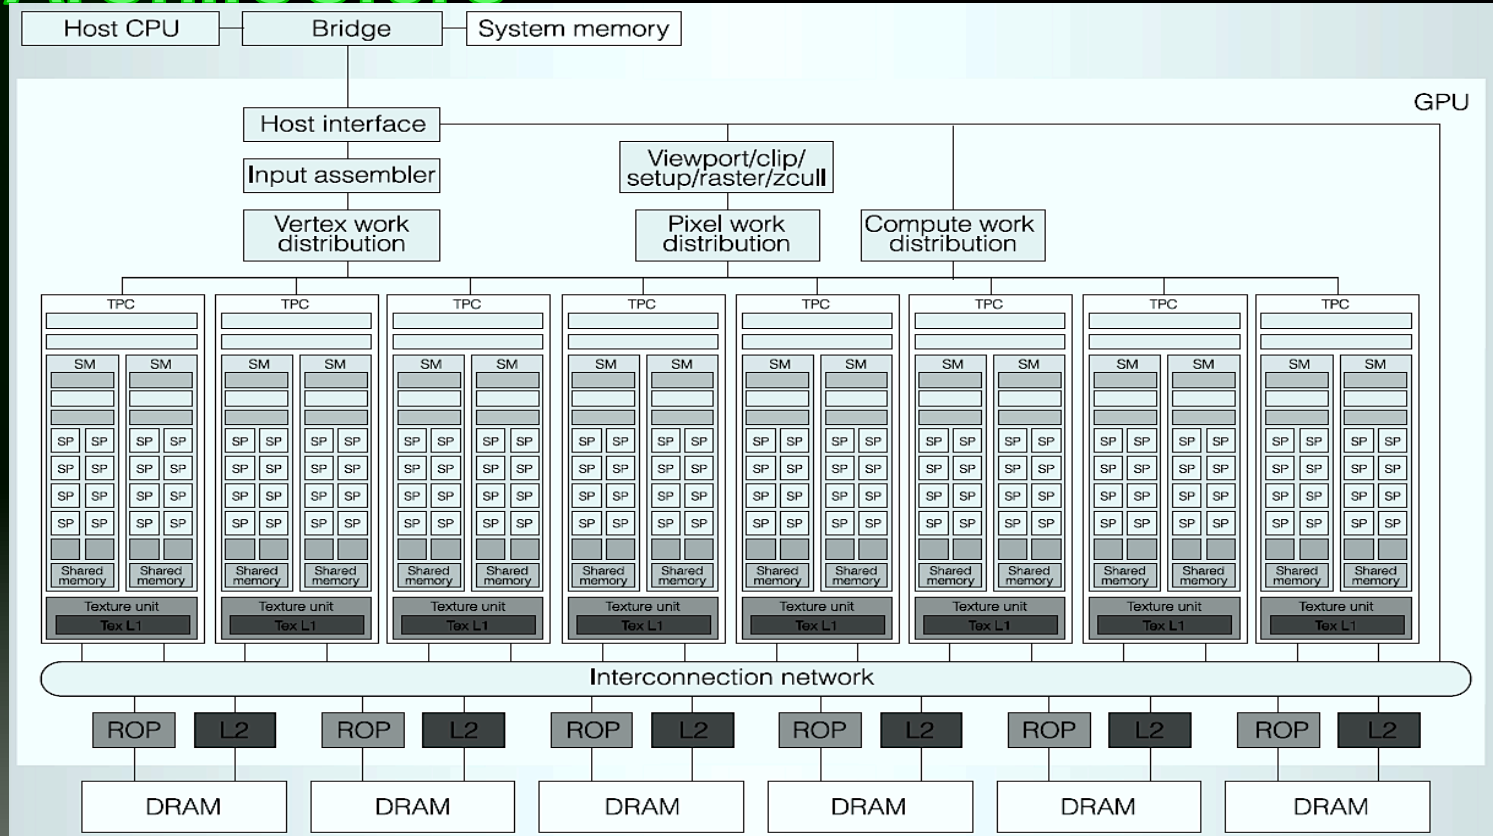 Host CPU
Bridge
System memory
GPU
Host interface
Input assembler
Viewport/clip/
setup/raster/zcull
Vertex work
distribution
Pixel work
distribution
Compute work
distribution
TPC TPC TPC TPC TPC TPC TPC TPC
SM SM SM SM SM SM SM SM SM SM SM SM SM SM SM SM
SP SP SP SP SP SP SP SP SP SP SP SP SP SP SP SP SP SP SP SP SP SP SP SP SP SP SP SP SP SP SP SP
SP SP SP SP SP SP SP SP SP SP SP SP SP SP SP SP SP SP SP SP SP SP SP SP SP SP SP SP SP SP SP SP
SP SP SP SP SP SP SP SP SP SP SP SP SP SP SP SP SP SP SP SP SP SP SP SP SP SP SP SP SP SP SP SP
SP SP SP SP SP SP SP SP SP SP SP SP SP SP SP SP SP SP SP SP SP SP SP SP SP SP SP SP SP SP SP SP
Shared Shared Shared Shared Shared Shared Shared Shared Shared Shared Shared Shared Shared Shared Shared Shared
memory memory memory memory memory memory memory memory memory memory memory memory memory memory memory memory
Texture unit Texture unit Texture unit Texture unit Texture unit Texture unit Texture unit Texture unit
Tex L1 Tex L1 Tex L1 Tex L1 Tex L1 Tex L1 Tex L1 Tex L1
Interconnection network
ROP L2 ROP L2 ROP L2 ROP L2 ROP L2 ROP L2
DRAM DRAM DRAM DRAM DRAM DRAM